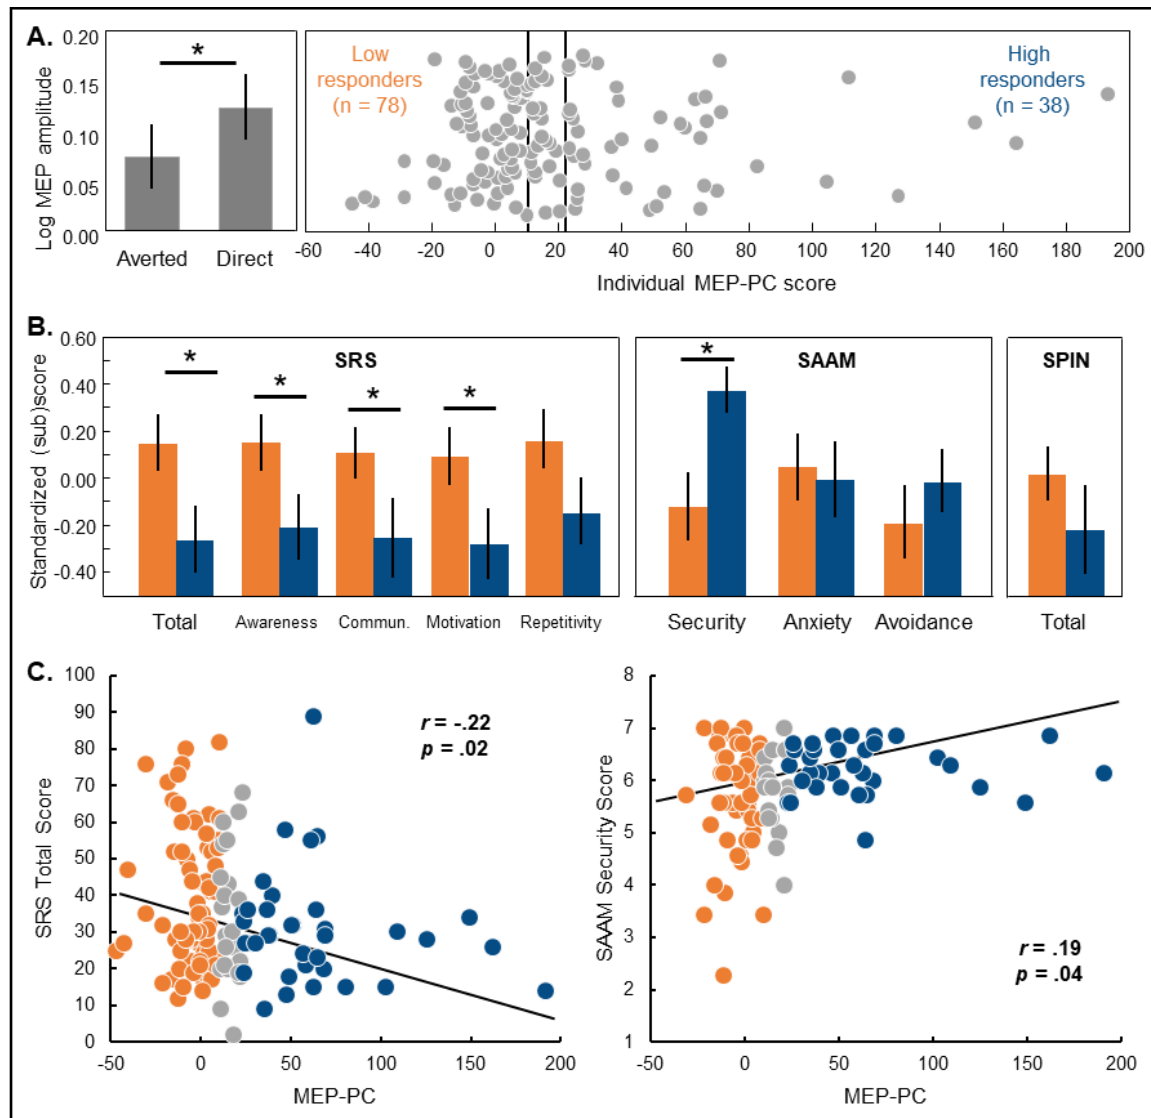 A.
0.20
0.15
0.10
0.05
0.00
Log MEP amplitude
*
Averted Direct
Low
responders
(n = 78)
High
responders
(n = 38)
-60 -40 -20 0 20 40 60 80 100 120 140 160 180 200
Individual MEP-PC score
B.
0.60
0.40
0.20
0.00
-0.20
-0.40
Standardized (sub)score
SRS
* * * *
Total Awareness Commun. Motivation Repetitivity
SAAM
*
Security Anxiety Avoidance
SPIN
Total
C.
100
90
80
70
60
50
40
30
20
10
0
SRS Total Score
r = -.22
p = .02
-50 0 50 100 150 200
MEP-PC
8
7
6
5
4
3
2
1
SAAM Security Score
r = .19
p = .04
-50 0 50 100 150 200
MEP-PC